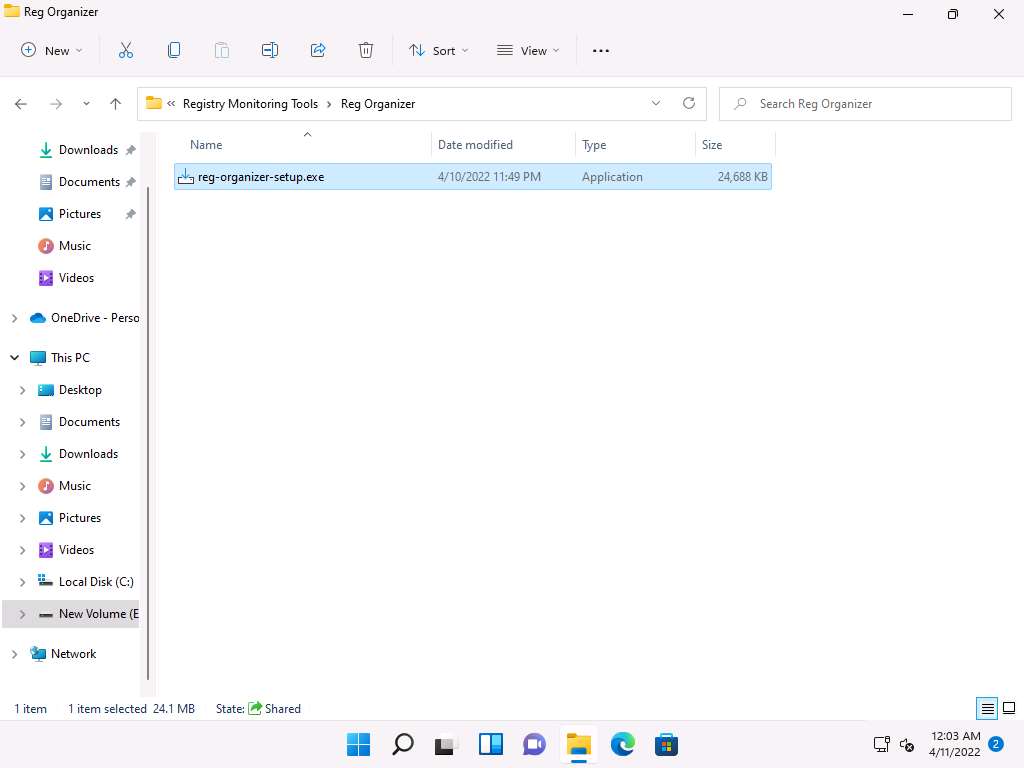 Reg Organizer
New
Sort
View
« Registry Monitoring Tools › Reg Organizer
Search Reg Organizer
Name
Date modified
Type
Size
reg-organizer-setup.exe
4/10/2022 11:49 PM
Application
24,688 KB
Downloads
Documents
Pictures
Music
Videos
OneDrive - Perso
This PC
Desktop
Documents
Downloads
Music
Pictures
Videos
Local Disk (C:)
New Volume (E
Network
1 item
1 item selected 24.1 MB
State: Shared
12:03 AM
4/11/2022
2